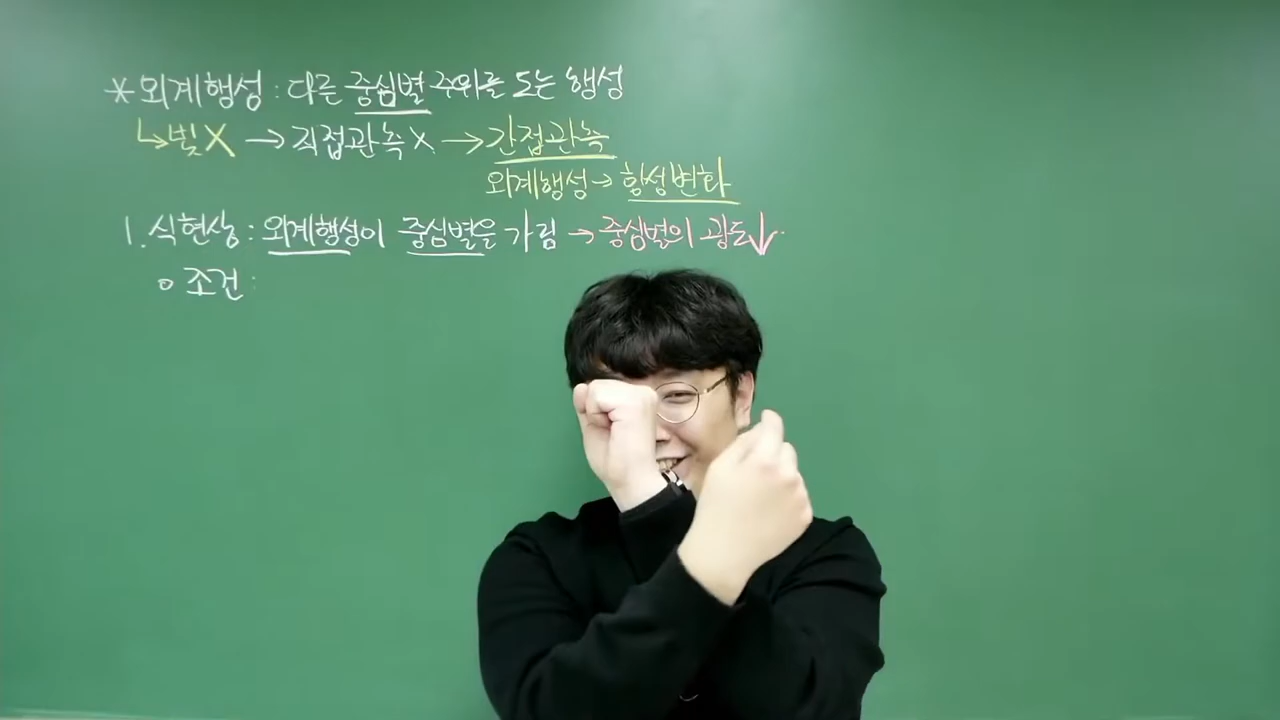 * 외계행성 : 다른 중심별 주위를 도는 행성
↳ 빛 X → 직접관측 X → 간접관측
외계행성 → 항성변화
1. 식현상 : 외계행성이 중심별을 가림 → 중심별의 광도↓
o 조건 :